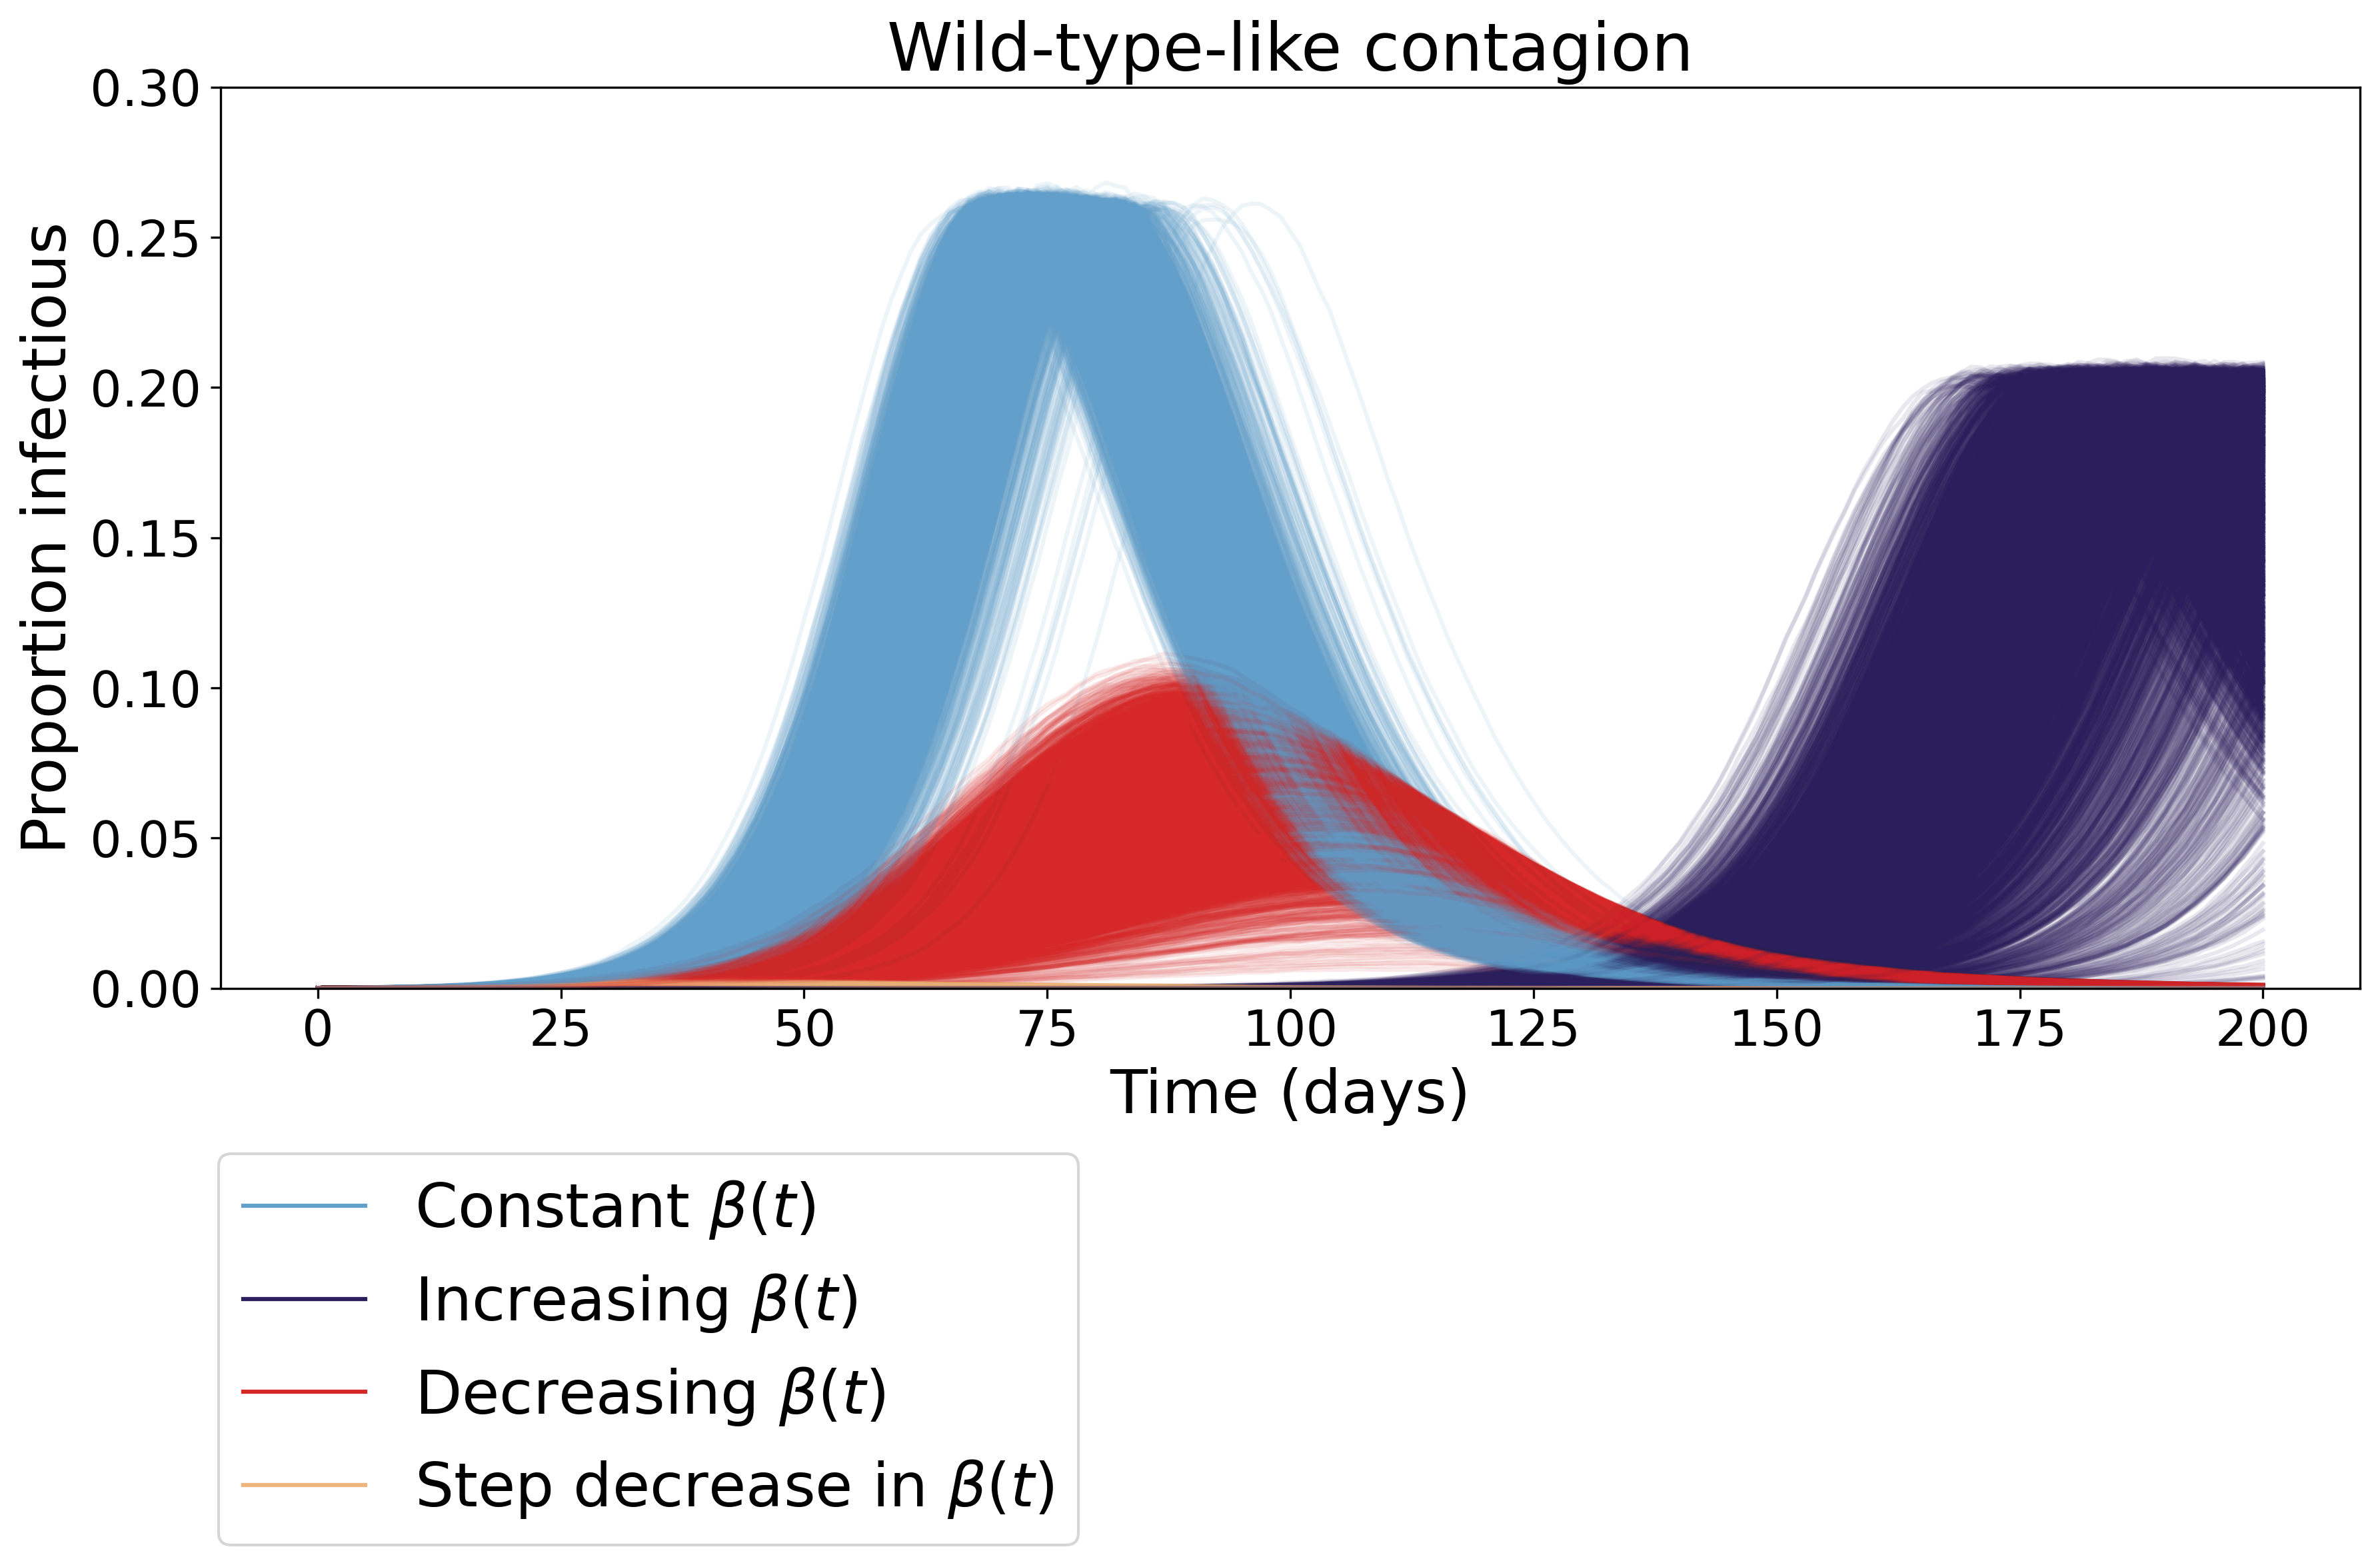 Wild-type-like contagion
0.30
0.25
0.20
0.15
0.10
0.05
0.00
Proportion infectious
0 25 50 75 100 125 150 175 200
Time (days)
Constant β(t)
Increasing β(t)
Decreasing β(t)
Step decrease in β(t)